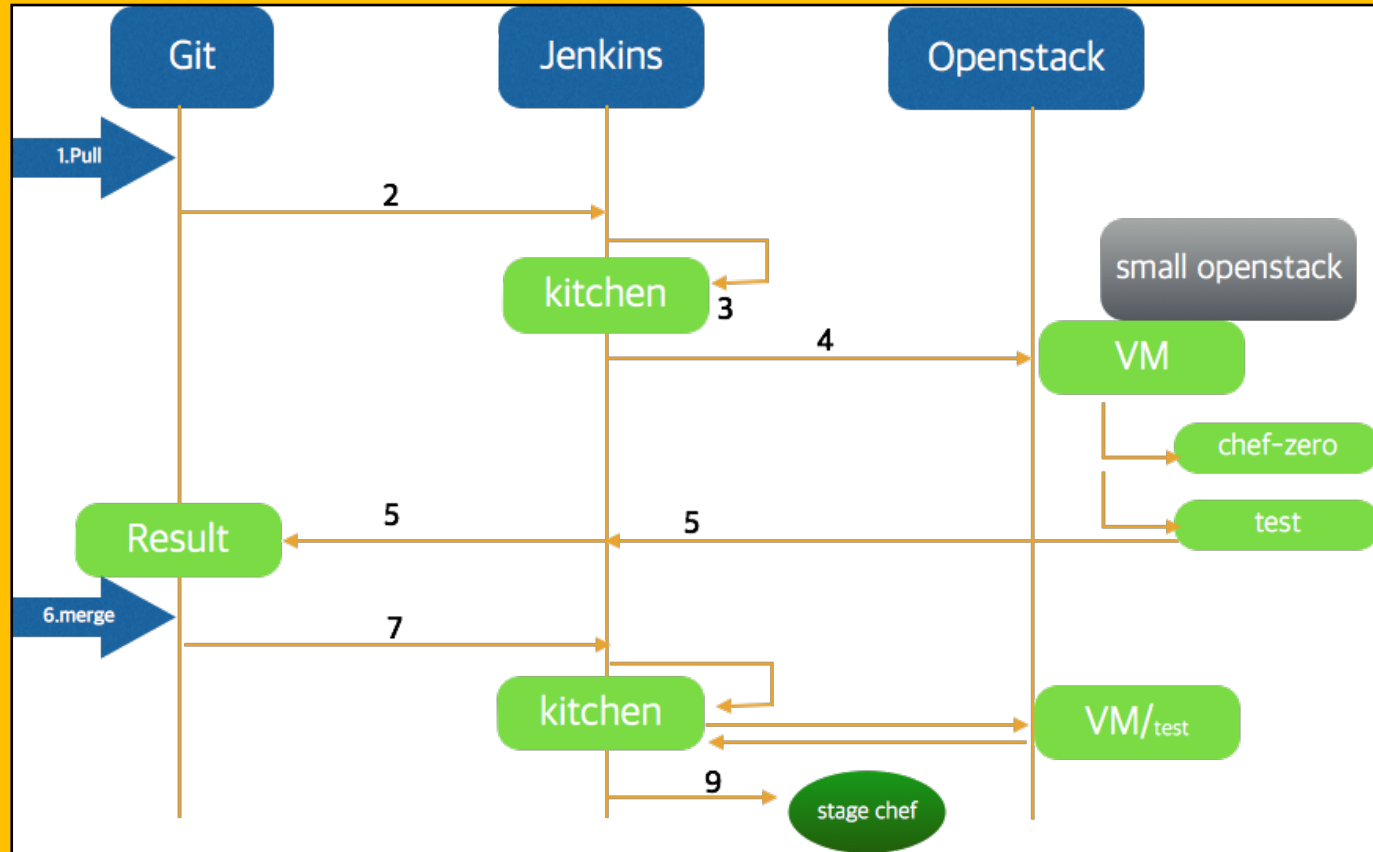 Git
Jenkins
Openstack
1.Pull
2
small openstack
kitchen
3
4
VM
chef-zero
5
5
test
Result
6.merge
7
kitchen
VM/test
9
stage chef